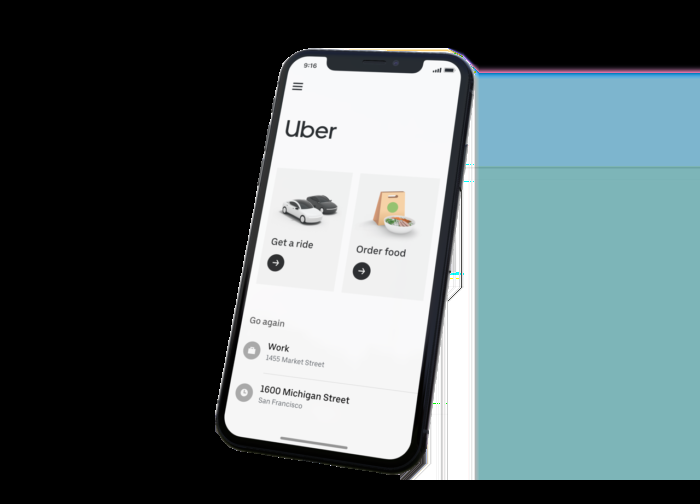 9:16
Uber
Get a ride
Order food
Go again
Work
1455 Market Street
1600 Michigan Street
San Francisco